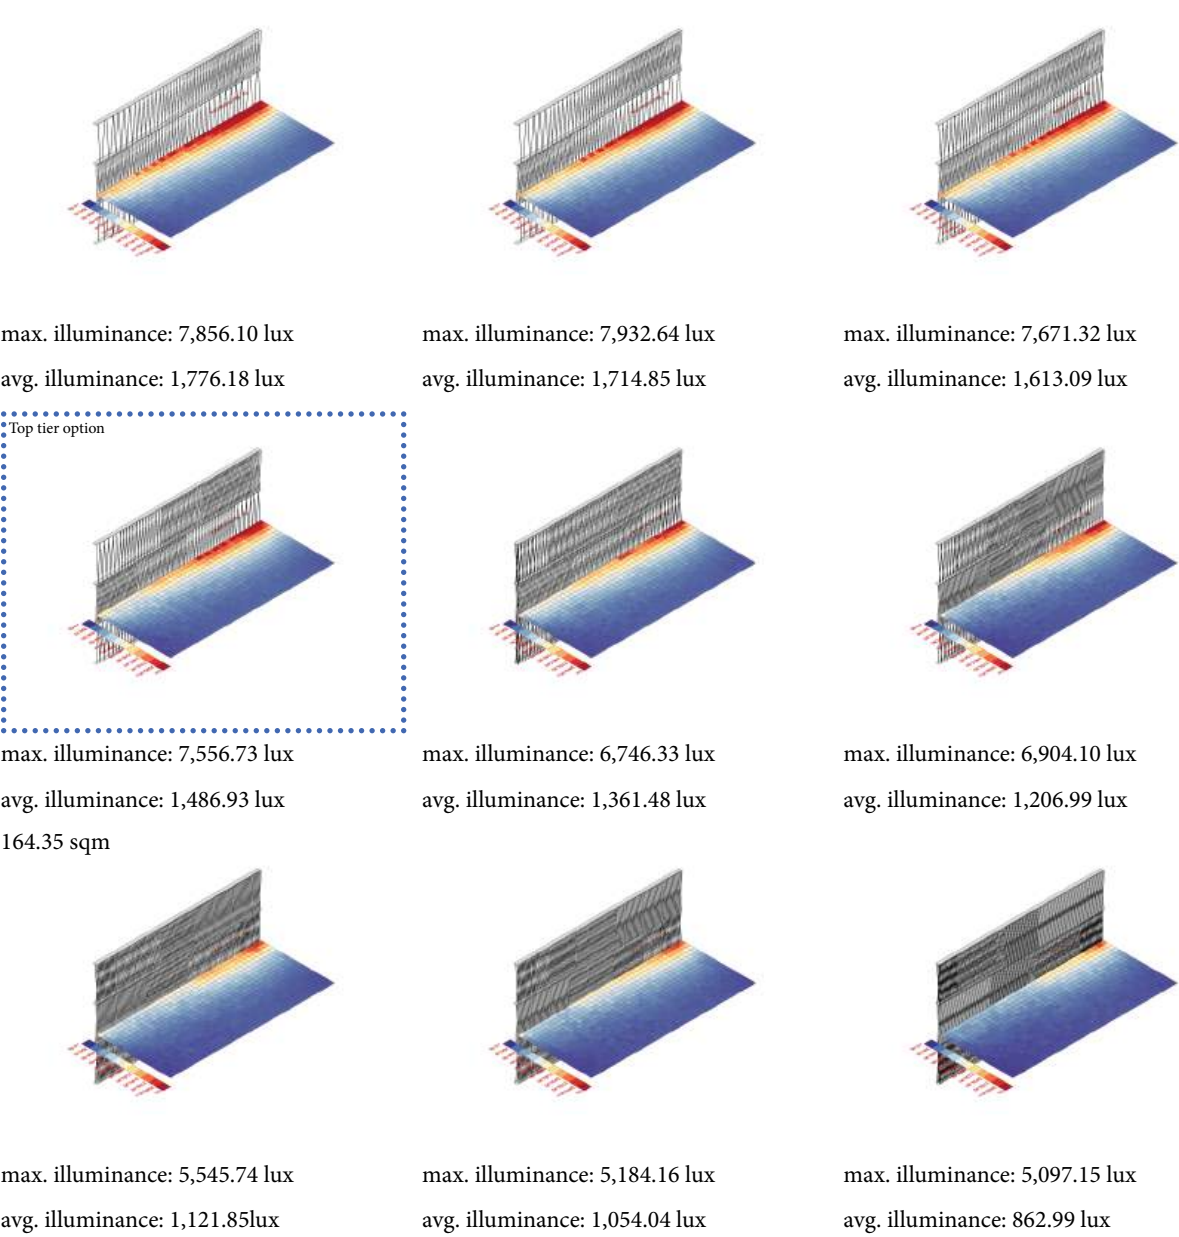 max. illuminance: 7,856.10 lux
max. illuminance: 7,932.64 lux
max. illuminance: 7,671.32 lux
avg. illuminance: 1,776.18 lux
avg. illuminance: 1,714.85 lux
avg. illuminance: 1,613.09 lux
Top tier option
max. illuminance: 7,556.73 lux
max. illuminance: 6,746.33 lux
max. illuminance: 6,904.10 lux
avg. illuminance: 1,486.93 lux
avg. illuminance: 1,361.48 lux
avg. illuminance: 1,206.99 lux
164.35 sqm
max. illuminance: 5,545.74 lux
max. illuminance: 5,184.16 lux
max. illuminance: 5,097.15 lux
avg. illuminance: 1,121.85lux
avg. illuminance: 1,054.04 lux
avg. illuminance: 862.99 lux